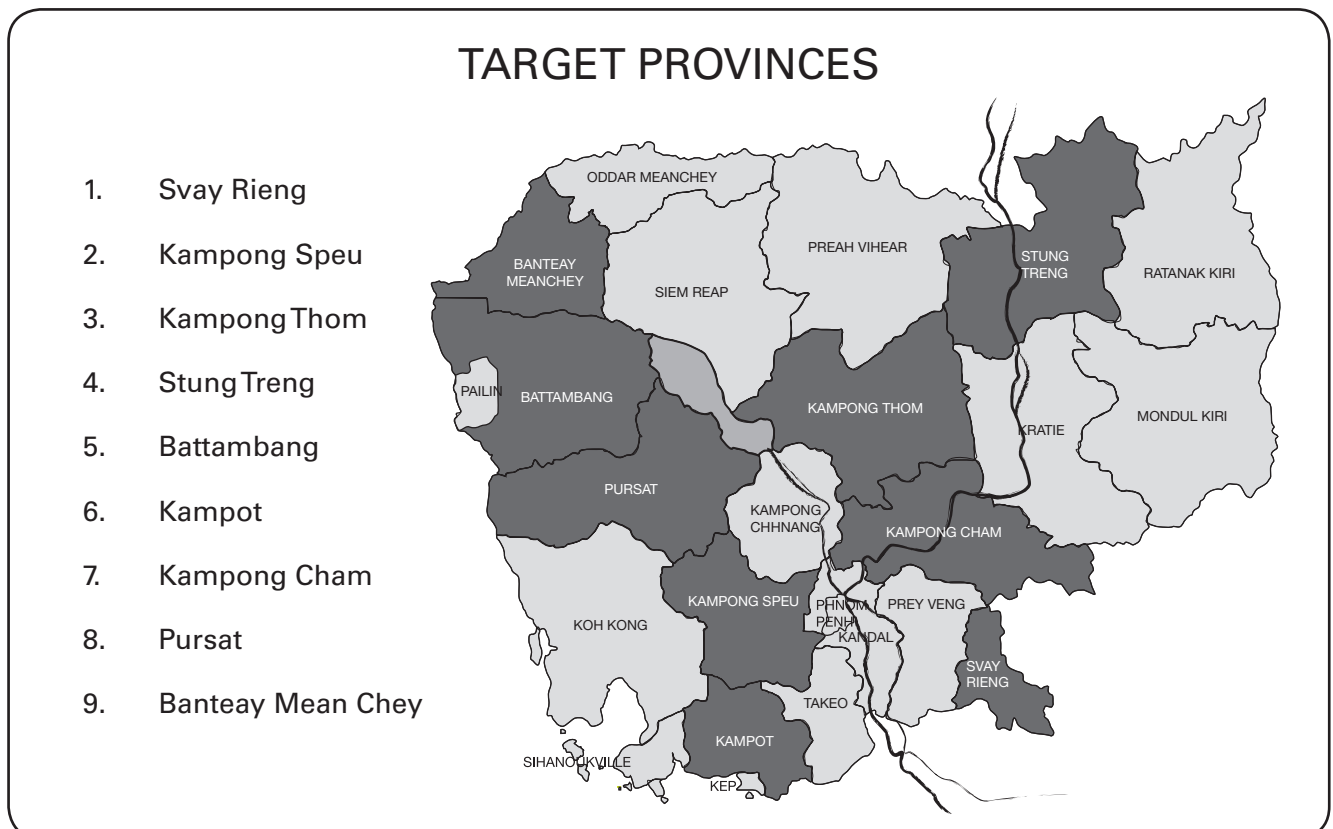 TARGET PROVINCES
1. Svay Rieng
2. Kampong Speu
3. Kampong Thom
4. Stung Treng
5. Battambang
6. Kampot
7. Kampong Cham
8. Pursat
9. Banteay Mean Chey
ODDAR MEANCHEY
BANTEAY
MEANCHEY
SIEM REAP
PREAH VIHEAR
STUNG
TRENG
RATANAK KIRI
PAILIN
BATTAMBANG
KAMPONG THOM
KRATIE
MONDUL KIRI
PURSAT
KAMPONG
CHHNANG
KAMPONG CHAM
KOH KONG
KAMPONG SPEU
PHNOM
PENH
KANDAL
PREY VENG
SVAY
RIENG
TAKEO
KAMPOT
SIHANOUKVILLE
KEP